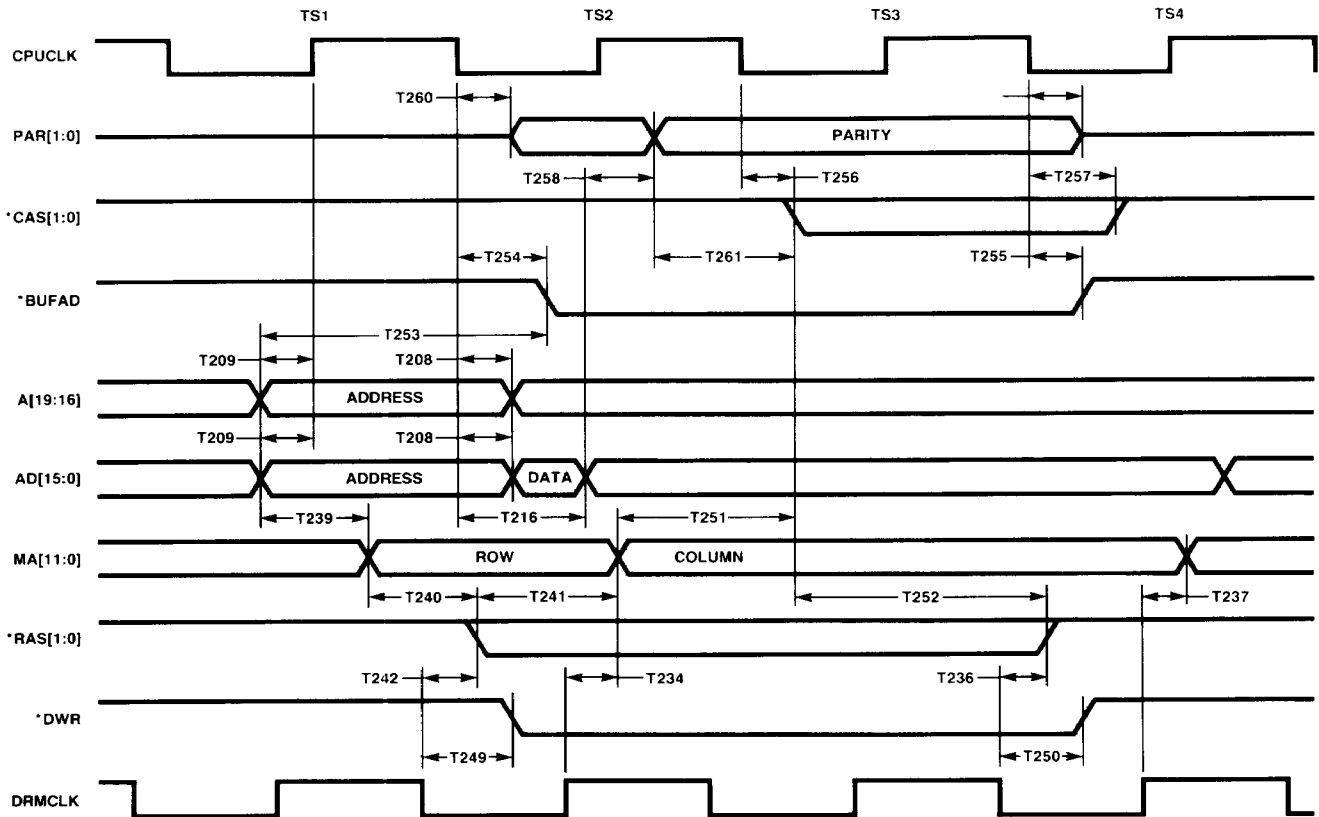 TS1 TS2 TS3 TS4
CPUCLK
T260
PAR[1:0] PARITY
T258 T256 T257
*CAS[1:0]
T254 T261 T255
*BUFAD
T253
T209 T208
A[19:16] ADDRESS
T209 T208
AD[15:0] ADDRESS DATA
T239 T216 T251
MA[11:0] ROW COLUMN
T240 T241 T252 T237
*RAS[1:0]
T242 T234 T236
*DWR
T249 T250
DRMCLK